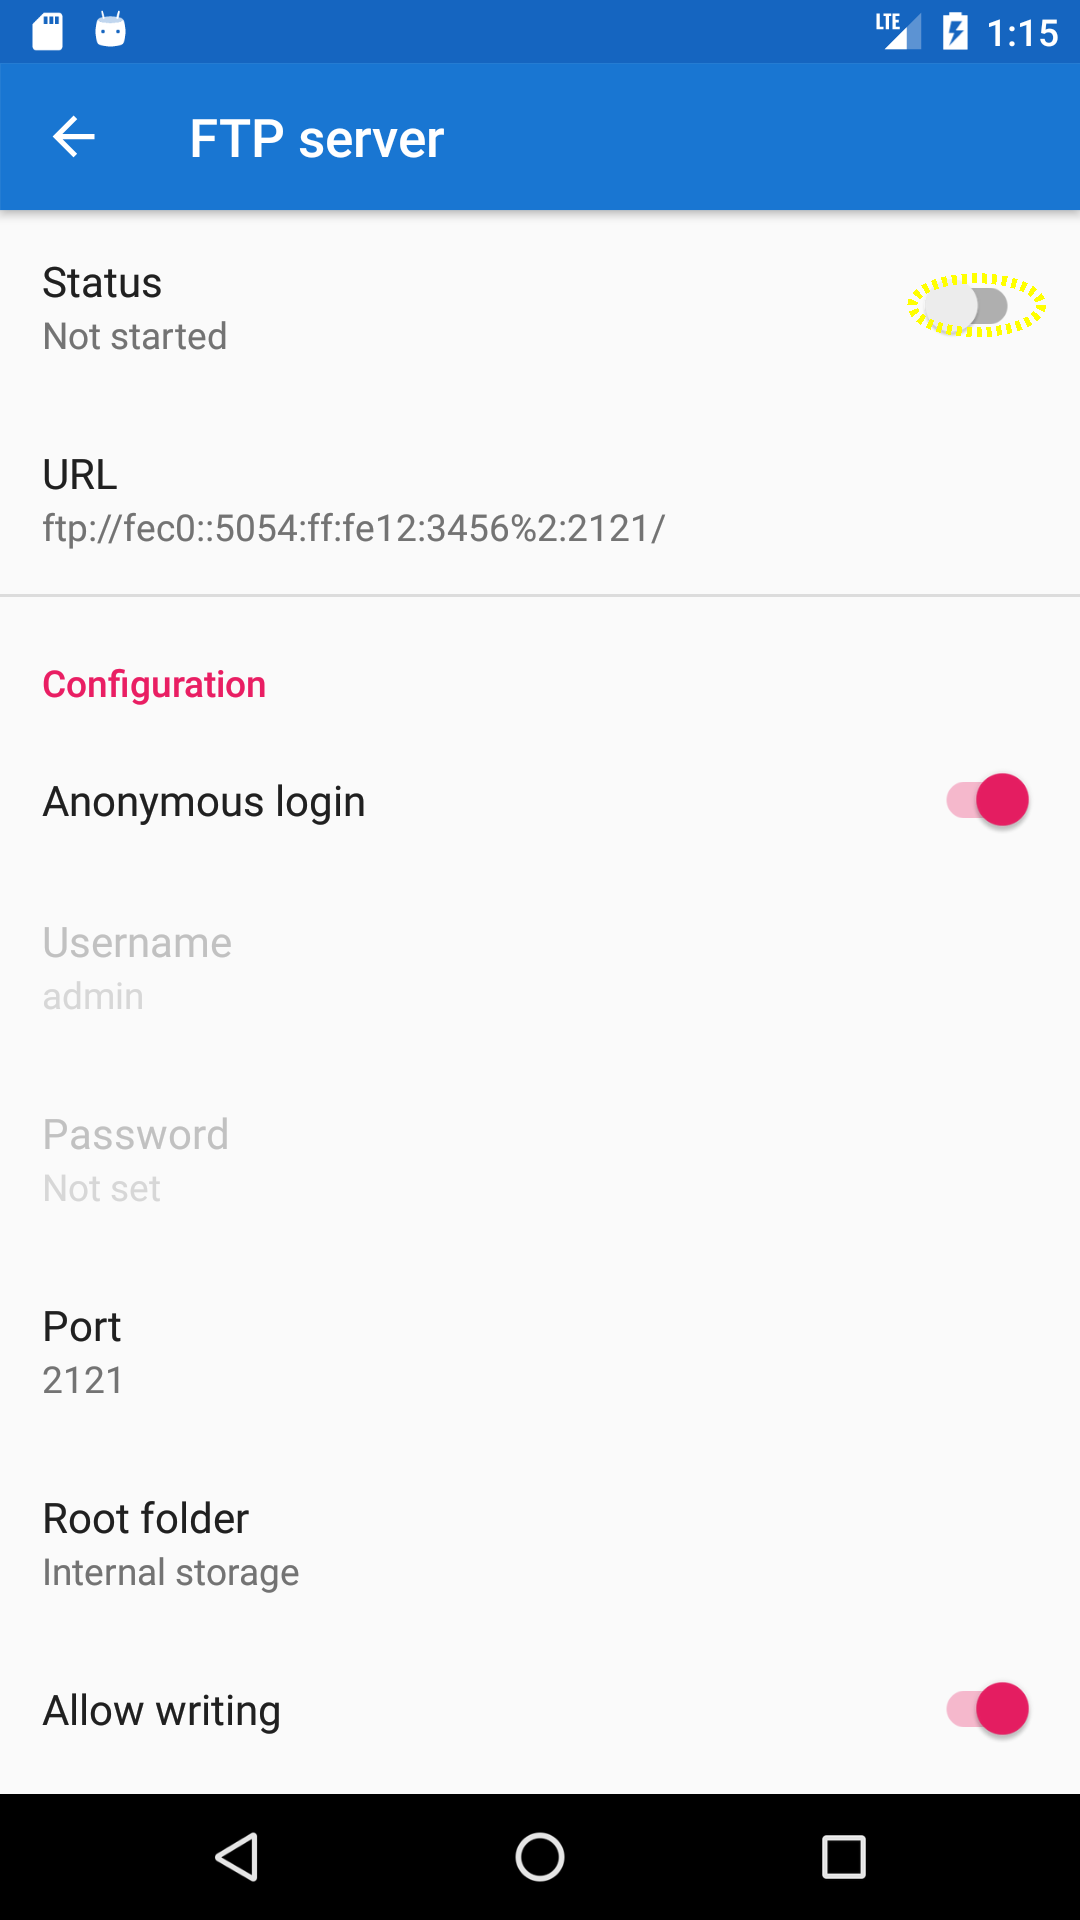 LTE 1:15
FTP server
Status
Not started
URL
ftp://fec0::5054:ff:fe12:3456%2:2121/
Configuration
Anonymous login
Username
admin
Password
Not set
Port
2121
Root folder
Internal storage
Allow writing